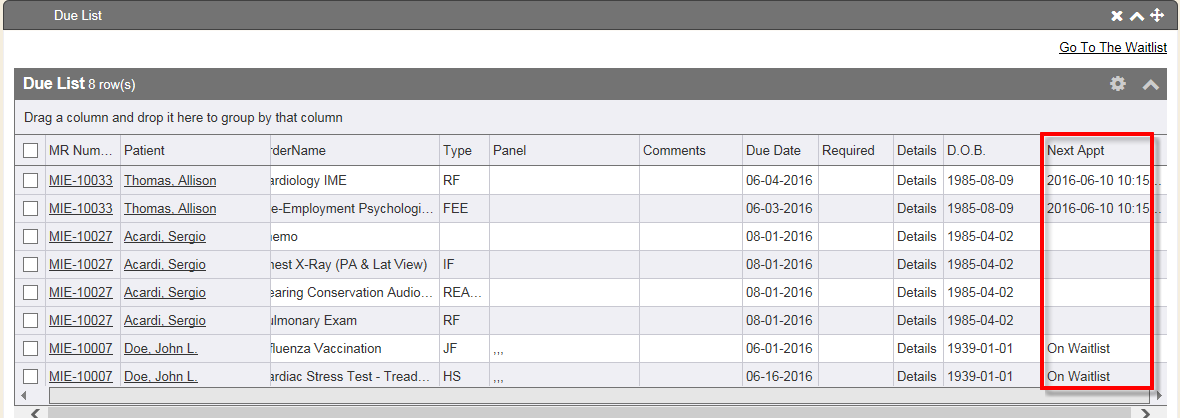 Due List
Go To The Waitlist
Due List 8 row(s)
Drag a column and drop it here to group by that column
MR Num... Patient rderName Type Panel Comments Due Date Required Details D.O.B. Next Appt
MIE-10033 Thomas, Allison ardiology IME RF 06-04-2016 Details 1985-08-09 2016-06-10 10:15...
MIE-10033 Thomas, Allison e-Employment Psychologi... FEE 06-03-2016 Details 1985-08-09 2016-06-10 10:15...
MIE-10027 Acardi, Sergio hemo 08-01-2016 Details 1985-04-02
MIE-10027 Acardi, Sergio hest X-Ray (PA & Lat View) IF 08-01-2016 Details 1985-04-02
MIE-10027 Acardi, Sergio earing Conservation Audio... REA... 08-01-2016 Details 1985-04-02
MIE-10027 Acardi, Sergio ulmonary Exam RF 08-01-2016 Details 1985-04-02
MIE-10007 Doe, John L. fluenza Vaccination JF ,,, 06-01-2016 Details 1939-01-01 On Waitlist
MIE-10007 Doe, John L. ardiac Stress Test - Tread... HS ,,, 06-16-2016 Details 1939-01-01 On Waitlist